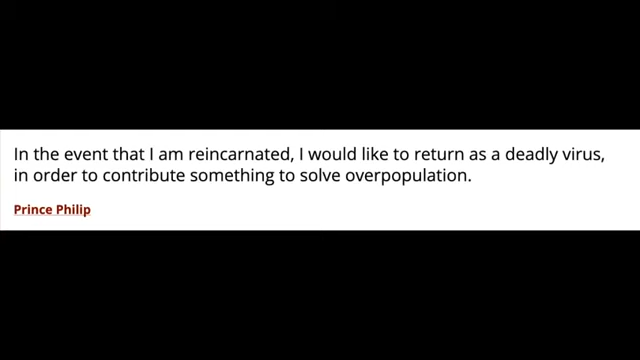 In the event that I am reincarnated, I would like to return as a deadly virus,
in order to contribute something to solve overpopulation.
Prince Philip